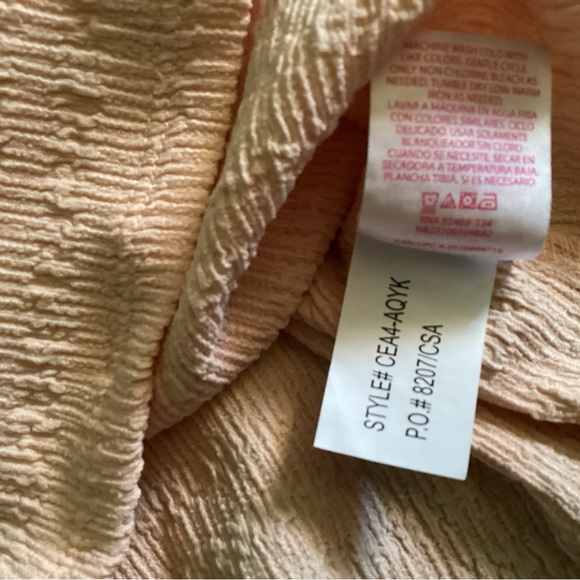 MACHINE WASH COLD WITH
LIKE COLORS, GENTLE CYCLE.
ONLY NON CHLORINE BLEACH AS
NEEDED. TUMBLE DRY LOW. WARM
IRON AS NEEDED.
LAVAR A MAQUINA EN AGUA FRIA
CON COLORES SIMILARES. CICLO
DELICADO. USAR SOLAMENTE
BLANQUEADOR SIN CLORO
CUANDO SE NECESITE. SECAR EN
SECADORA A TEMPERATURA BAJA.
PLANCHA TIBIA, SI ES NECESARIO.
STYLE# CEA4-AQYK
P.O.# 8207/CSA